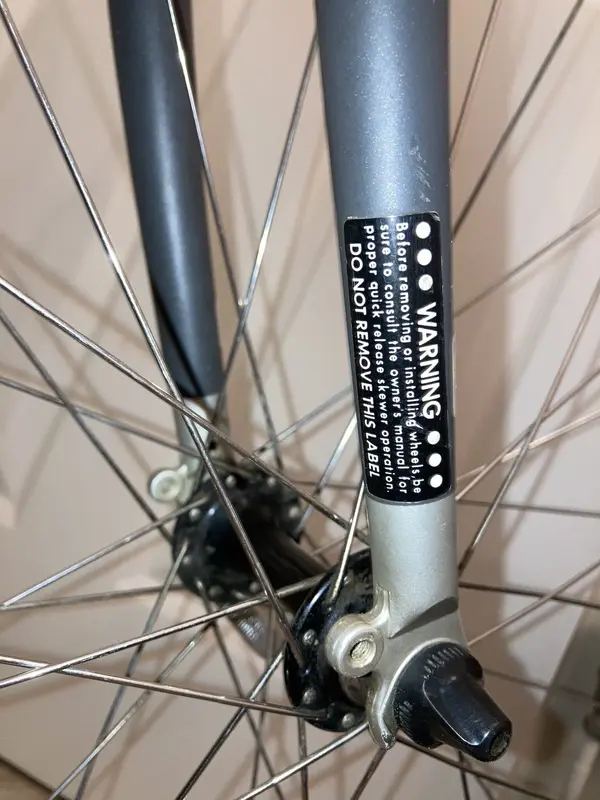 ••• WARNING •••
Before removing or installing wheels,be
sure to consult the owner's manual for
proper quick release skewer operation.
DO NOT REMOVE THIS LABEL